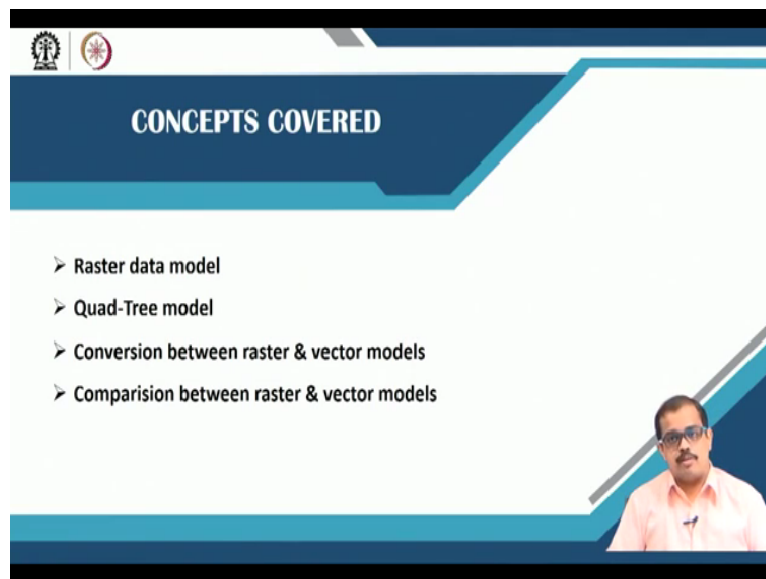 CONCEPTS COVERED
Raster data model
Quad-Tree model
Conversion between raster & vector models
Comparision between raster & vector models